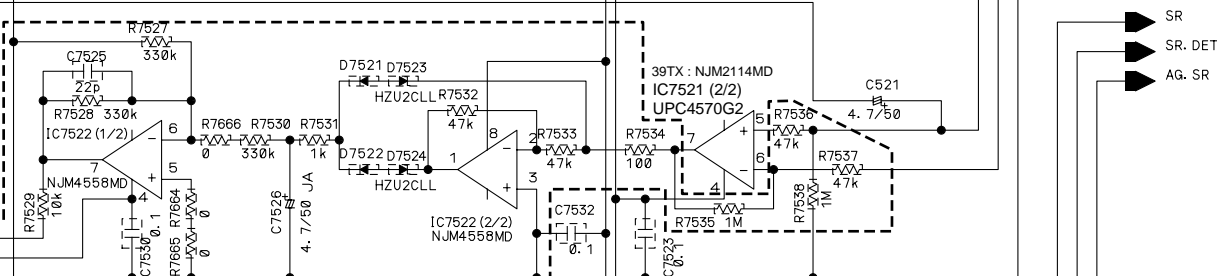 R7527
330k
C7525
22p
R7528 330k
IC7522 (1/2)
6
5
7
4
NJM4558MD
R7529
10k
C7530
0.1
R7664
0
R7665
0
R7666
0
R7530
330k
R7531
1k
C7526
4.7/50 JA
D7521 D7523
HZU2CLL
R7532
47k
D7522 D7524
HZU2CLL
8
1
2
3
IC7522 (2/2)
NJM4558MD
R7533
47k
R7534
100
C7532
0.1
C7523
0.1
39TX : NJM2114MD
IC7521 (2/2)
UPC4570G2
7
5
6
4
R7535 1M
R7536
47k
R7537
47k
R7538
1M
C521
4.7/50
SR
SR. DET
AG. SR